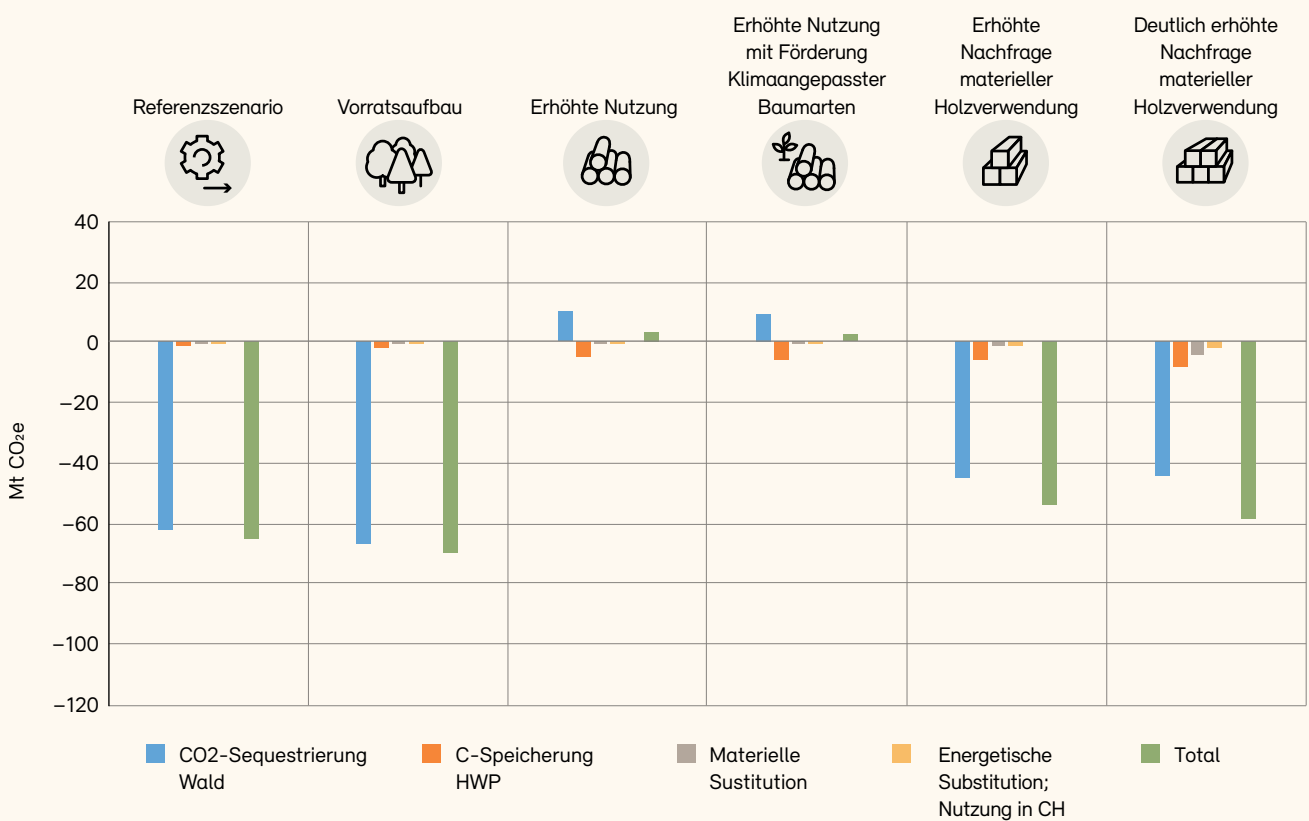 Referenzszenario
Vorratsaufbau
Erhöhte Nutzung
Erhöhte Nutzung
mit Förderung
Klimaangepasster
Baumarten
Erhöhte
Nachfrage
materieller
Holzverwendung
Deutlich erhöhte
Nachfrage
materieller
Holzverwendung
Mt CO₂e
40
20
0
–20
–40
–60
–80
–100
–120
CO2-Sequestrierung
Wald
C-Speicherung
HWP
Materielle
Sustitution
Energetische
Substitution;
Nutzung in CH
Total